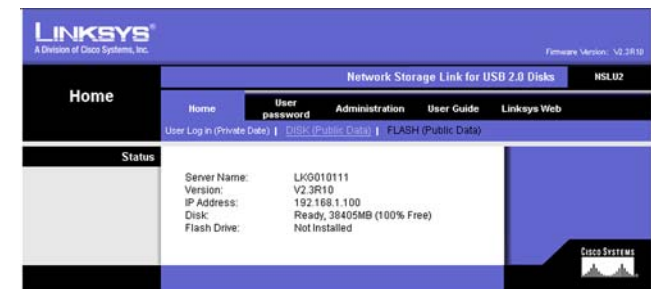 LINKSYS®
A Division of Cisco Systems, Inc.
Firmware Version: V2.3R10
Network Storage Link for USB 2.0 Disks
NSLU2
Home
Home
User password
Administration
User Guide
Linksys Web
User Log in (Private Date) | DISK (Public Data) | FLASH (Public Data)
Status
Server Name: LKG010111
Version: V2.3R10
IP Address: 192.168.1.100
Disk: Ready, 38405MB (100% Free)
Flash Drive: Not Installed
CISCO SYSTEMS